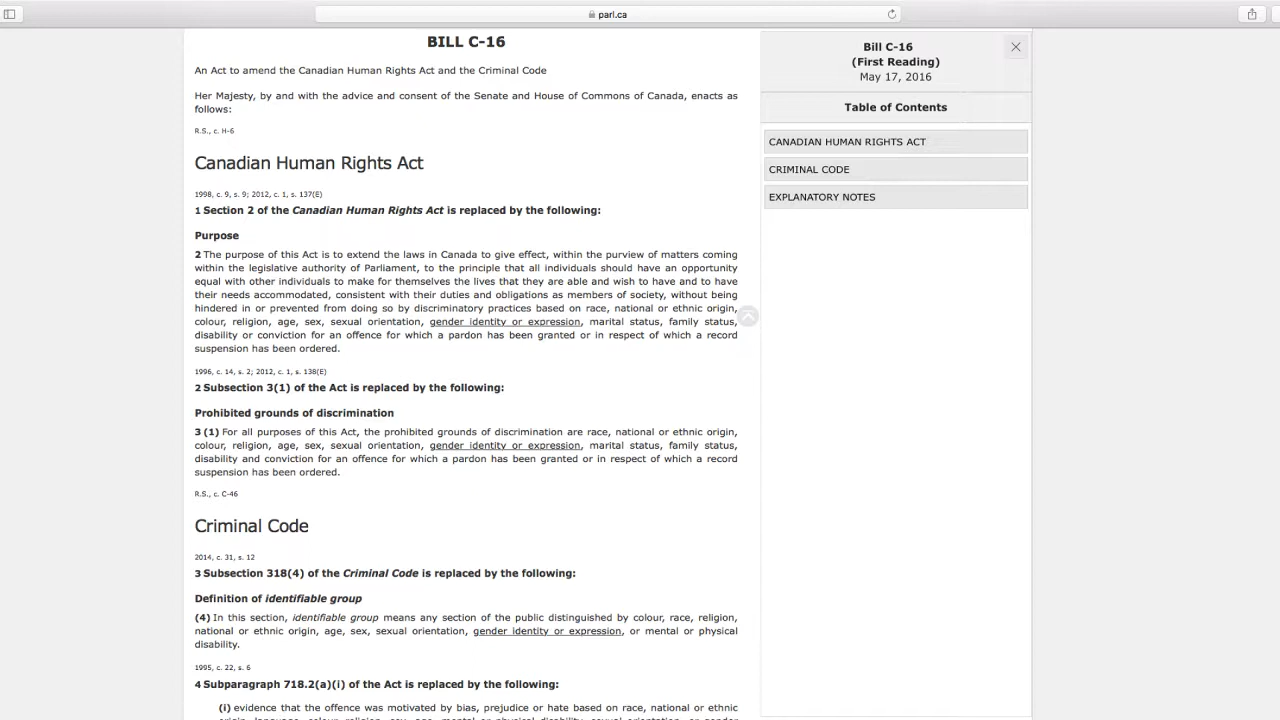 parl.ca
BILL C-16
An Act to amend the Canadian Human Rights Act and the Criminal Code
Her Majesty, by and with the advice and consent of the Senate and House of Commons of Canada, enacts as
follows:
R.S., c. H-6
Canadian Human Rights Act
1998, c. 9, s. 9; 2012, c. 1, s. 137(E)
1 Section 2 of the Canadian Human Rights Act is replaced by the following:
Purpose
2 The purpose of this Act is to extend the laws in Canada to give effect, within the purview of matters coming
within the legislative authority of Parliament, to the principle that all individuals should have an opportunity
equal with other individuals to make for themselves the lives that they are able and wish to have and to have
their needs accommodated, consistent with their duties and obligations as members of society, without being
hindered in or prevented from doing so by discriminatory practices based on race, national or ethnic origin,
colour, religion, age, sex, sexual orientation, gender identity or expression, marital status, family status,
disability or conviction for an offence for which a pardon has been granted or in respect of which a record
suspension has been ordered.
1996, c. 14, s. 2; 2012, c. 1, s. 138(E)
2 Subsection 3(1) of the Act is replaced by the following:
Prohibited grounds of discrimination
3 (1) For all purposes of this Act, the prohibited grounds of discrimination are race, national or ethnic origin,
colour, religion, age, sex, sexual orientation, gender identity or expression, marital status, family status,
disability and conviction for an offence for which a pardon has been granted or in respect of which a record
suspension has been ordered.
R.S., c. C-46
Criminal Code
2014, c. 31, s. 12
3 Subsection 318(4) of the Criminal Code is replaced by the following:
Definition of identifiable group
(4) In this section, identifiable group means any section of the public distinguished by colour, race, religion,
national or ethnic origin, age, sex, sexual orientation, gender identity or expression, or mental or physical
disability.
1995, c. 22, s. 6
4 Subparagraph 718.2(a)(i) of the Act is replaced by the following:
(i) evidence that the offence was motivated by bias, prejudice or hate based on race, national or ethnic
origin, language, colour, religion, sex, age, mental or physical disability, sexual orientation, or gender
Bill C-16
(First Reading)
May 17, 2016
Table of Contents
CANADIAN HUMAN RIGHTS ACT
CRIMINAL CODE
EXPLANATORY NOTES